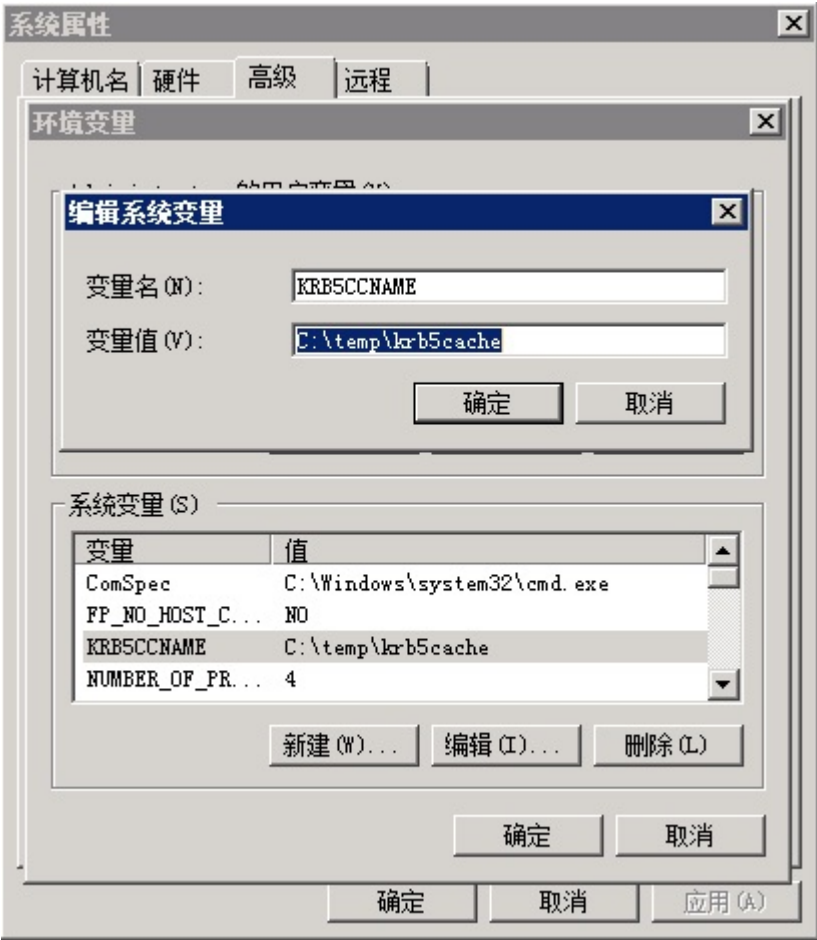 系统属性
计算机名 硬件 高级 远程
环境变量
编辑系统变量
变量名(N): KRB5CCNAME
变量值(V): C:\temp\krb5cache
确定 取消
系统变量(S)
变量 值
ComSpec C:\Windows\system32\cmd.exe
FP_NO_HOST_C... NO
KRB5CCNAME C:\temp\krb5cache
NUMBER_OF_PR... 4
新建(W)... 编辑(I)... 删除(L)
确定 取消
确定 取消 应用(A)